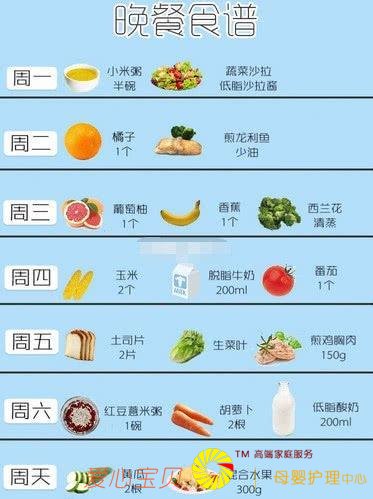 晚餐食谱
周一
小米粥
半碗
蔬菜沙拉
低脂沙拉酱
周二
橘子
1个
煎龙利鱼
少油
周三
葡萄柚
1个
香蕉
1个
西兰花
清蒸
周四
玉米
2个
MILK
脱脂牛奶
200ml
番茄
1个
周五
土司片
2片
生菜叶
煎鸡胸肉
150g
周六
红豆薏米粥
1碗
胡萝卜
2根
低脂酸奶
200ml
TM 高端家庭服务
周天
黄瓜
2根
混合水果
300g
爱心宝贝
母婴护理中心